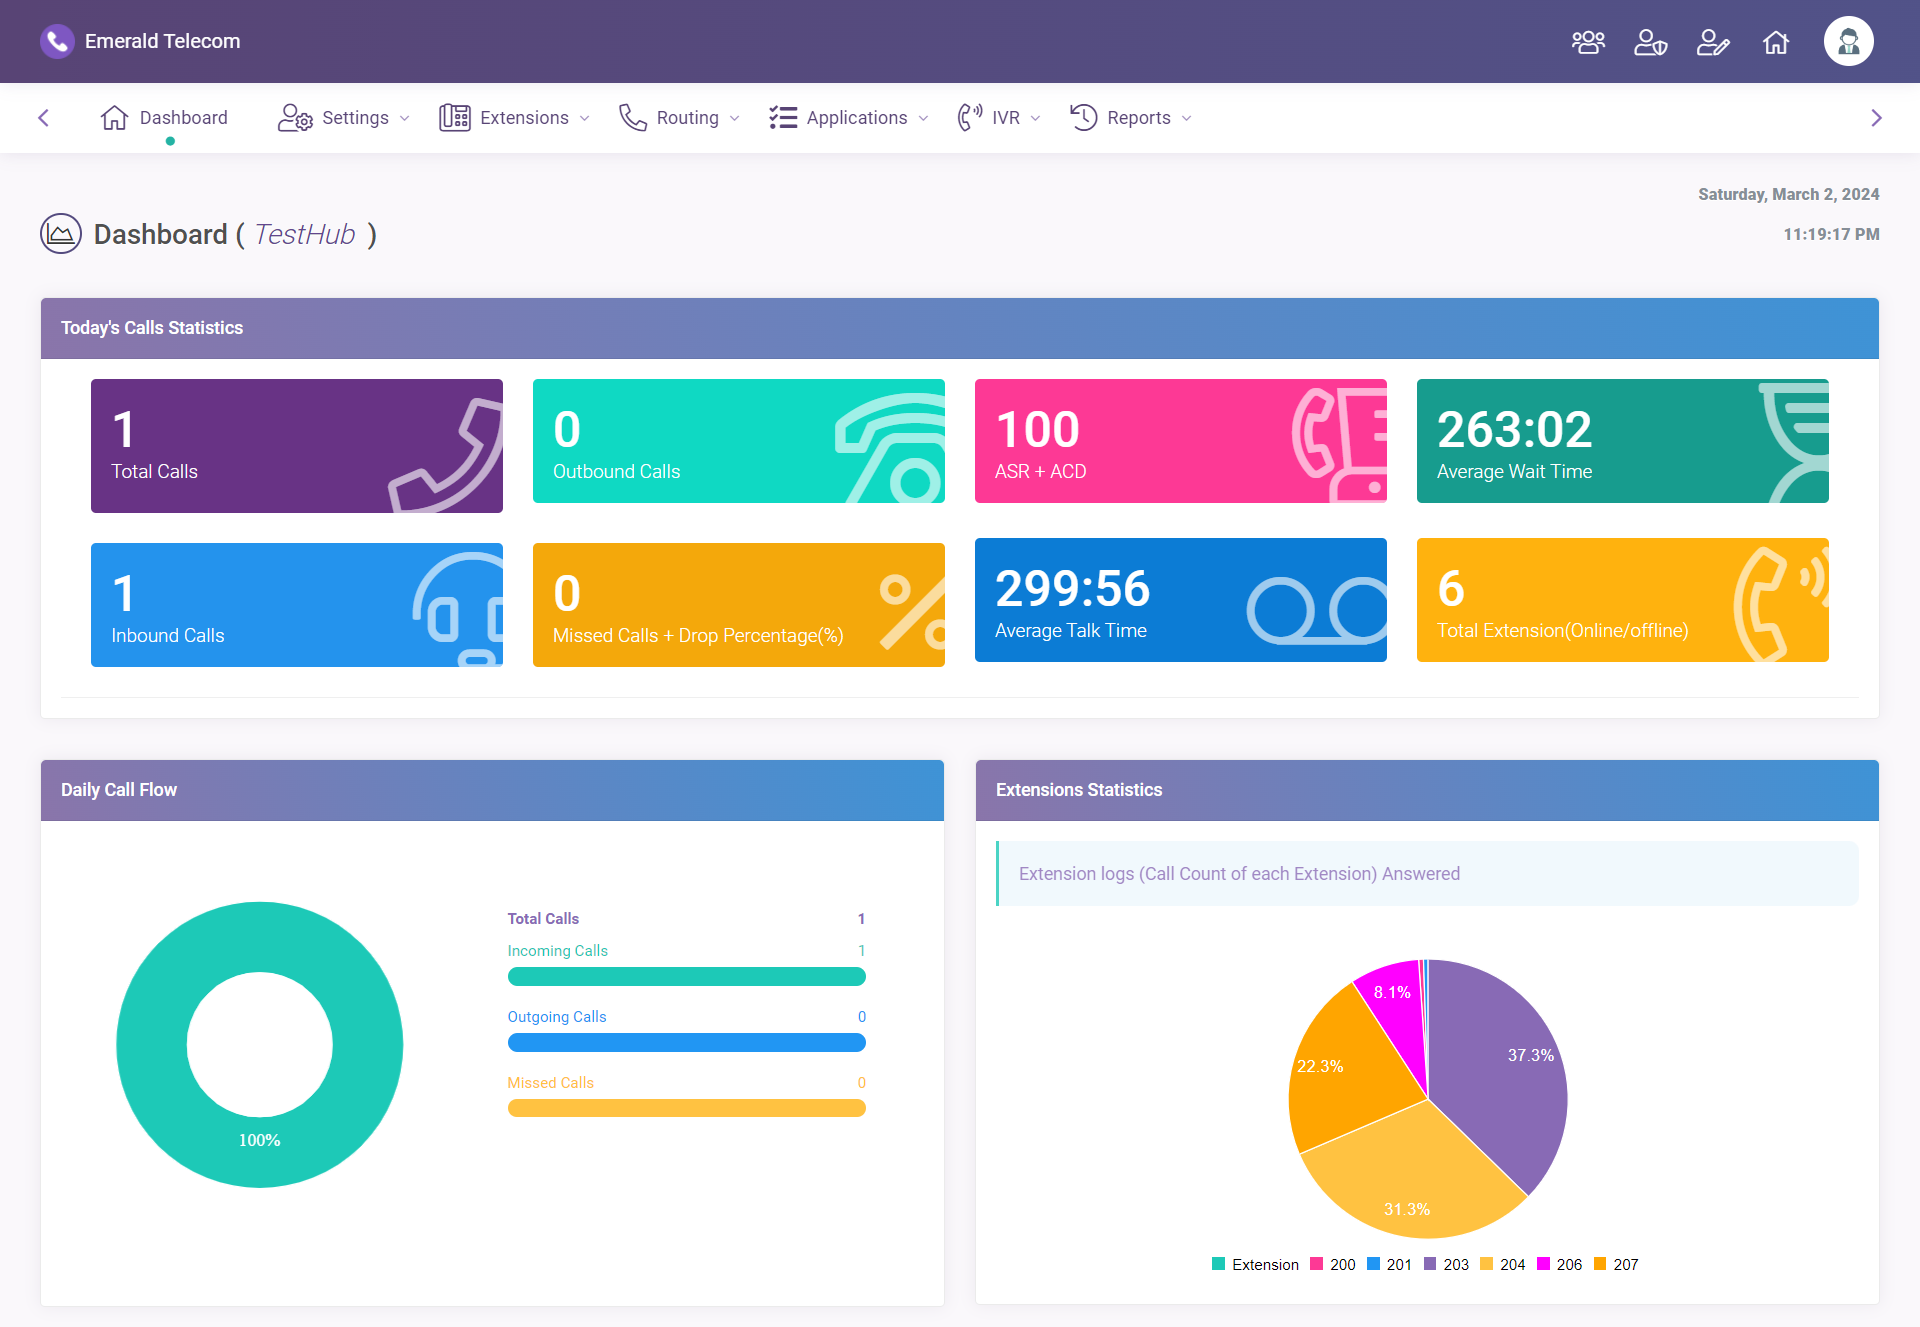 Emerald Telecom
Dashboard
Settings
Extensions
Routing
Applications
IVR
Reports
Saturday, March 2, 2024
Dashboard ( TestHub )
11:19:17 PM
Today's Calls Statistics
1
Total Calls
0
Outbound Calls
100
ASR + ACD
263:02
Average Wait Time
1
Inbound Calls
0
Missed Calls + Drop Percentage(%)
299:56
Average Talk Time
6
Total Extension(Online/offline)
Daily Call Flow
100%
Total Calls 1
Incoming Calls 1
Outgoing Calls 0
Missed Calls 0
Extensions Statistics
Extension logs (Call Count of each Extension) Answered
8.1%
37.3%
22.3%
31.3%
Extension 200 201 203 204 206 207